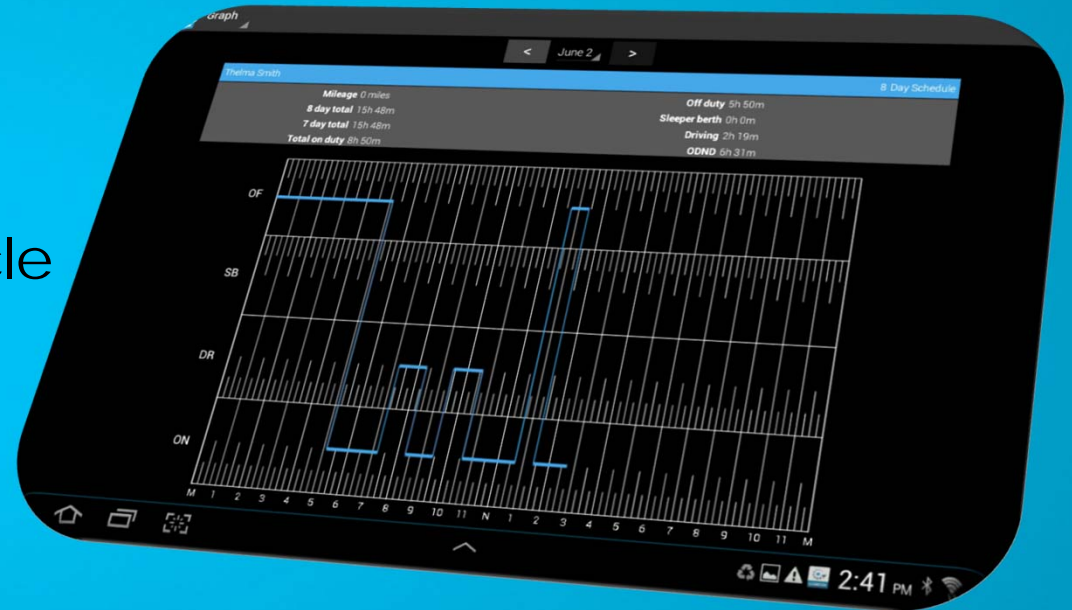 Graph
< June 2 >
Thelma Smith 8 Day Schedule
Mileage 0 miles Off duty 5h 50m
8 day total 15h 48m Sleeper berth 0h 0m
7 day total 15h 48m Driving 2h 19m
Total on duty 8h 50m ODND 6h 31m
OF
cle
SB
DR
ON
M 1 2 3 4 5 6 7 8 9 10 11 N 1 2 3 4 5 6 7 8 9 10 11 M
2:41 PM